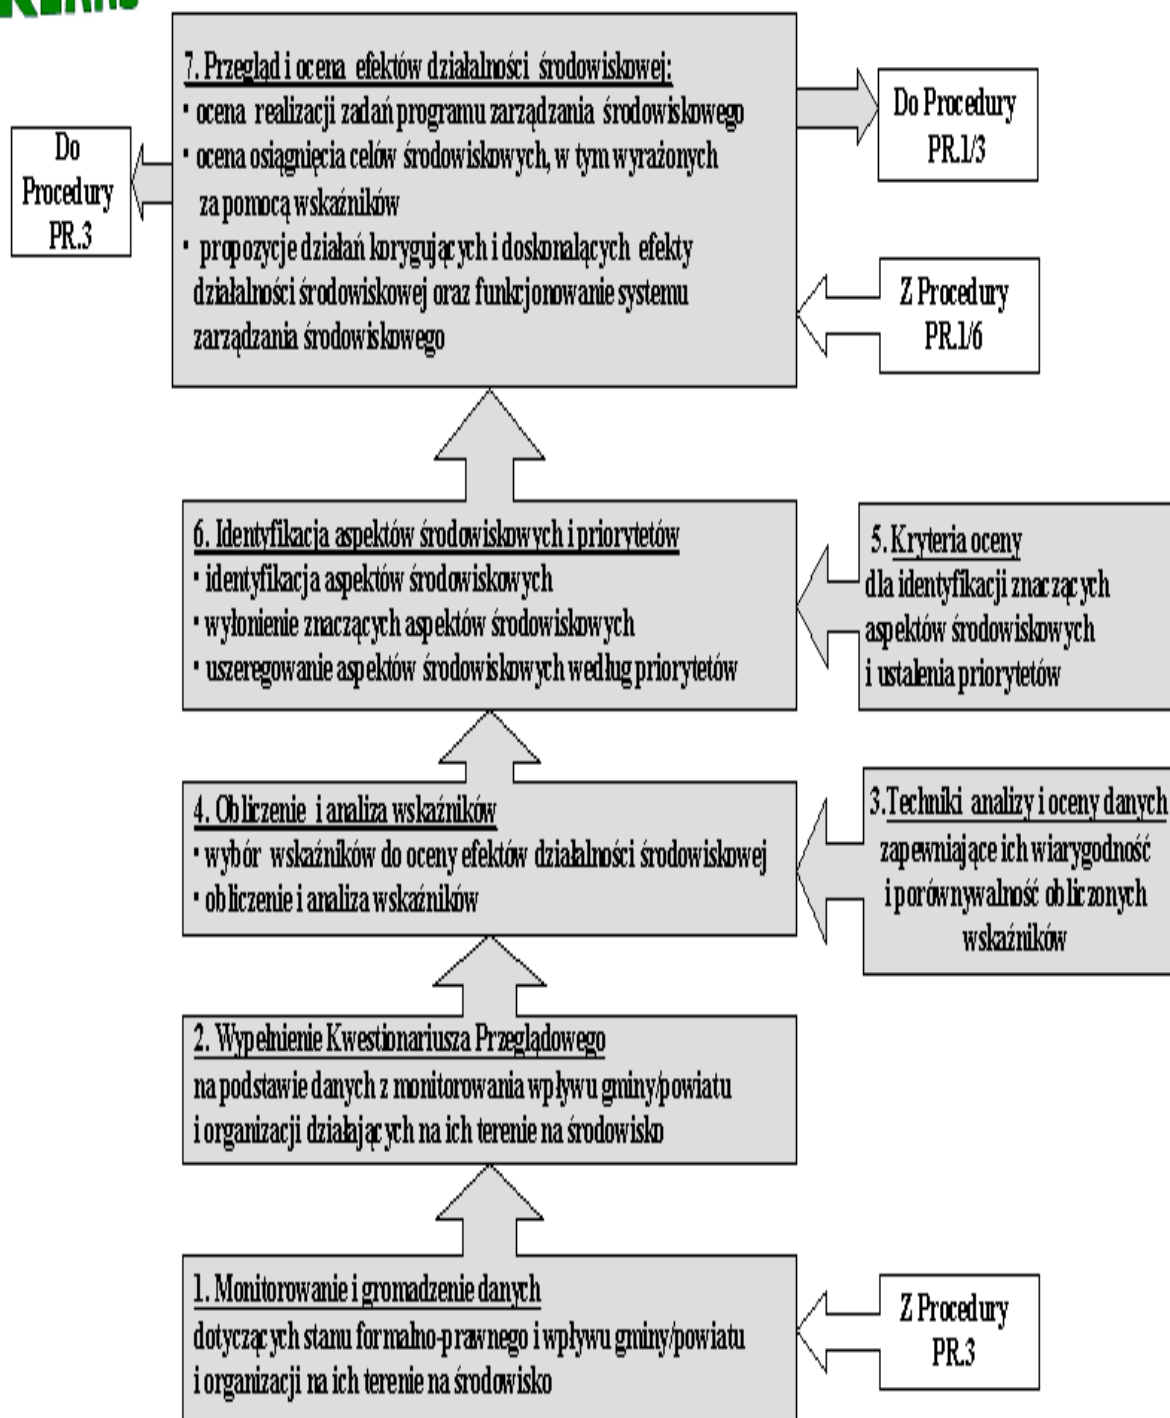 7. Przegląd i ocena efektów działalności środowiskowej:
▪ ocena realizacji zadań programu zarządzania środowiskowego
▪ ocena osiągnięcia celów środowiskowych, w tym wyrażonych
za pomocą wskaźników
▪ propozycje działań korygujących i doskonalących efekty
działalności środowiskowej oraz funkcjonowanie systemu
zarządzania środowiskowego
Do
Procedury
PR.3
Do Procedury
PR.1/3
Z Procedury
PR.1/6
6. Identyfikacja aspektów środowiskowych i priorytetów
▪ identyfikacja aspektów środowiskowych
▪ wyłonienie znaczących aspektów środowiskowych
▪ uszeregowanie aspektów środowiskowych według priorytetów
5. Kryteria oceny
dla identyfikacji znaczących
aspektów środowiskowych
i ustalenia priorytetów
4. Obliczenie i analiza wskaźników
▪ wybór wskaźników do oceny efektów działalności środowiskowej
▪ obliczenie i analiza wskaźników
3.Techniki analizy i oceny danych
zapewniające ich wiarygodność
i porównywalność obliczonych
wskaźników
2. Wypełnienie Kwestionariusza Przeglądowego
na podstawie danych z monitorowania wpływu gminy/powiatu
i organizacji działających na ich terenie na środowisko
1. Monitorowanie i gromadzenie danych
dotyczących stanu formalno-prawnego i wpływu gminy/powiatu
i organizacji na ich terenie na środowisko
Z Procedury
PR.3